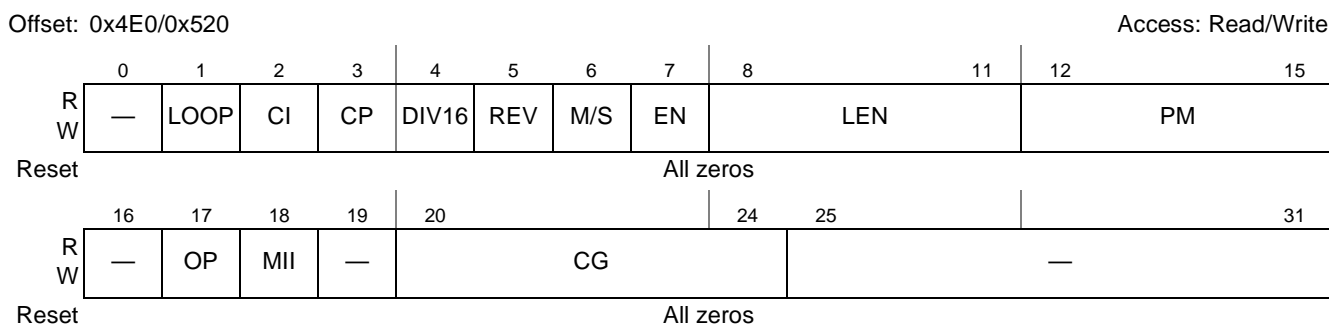 Offset: 0x4E0/0x520 Access: Read/Write
0 1 2 3 4 5 6 7 8 11 12 15
R
W
— LOOP CI CP DIV16 REV M/S EN LEN PM
Reset All zeros
16 17 18 19 20 24 25 31
R
W
— OP MII — CG —
Reset All zeros